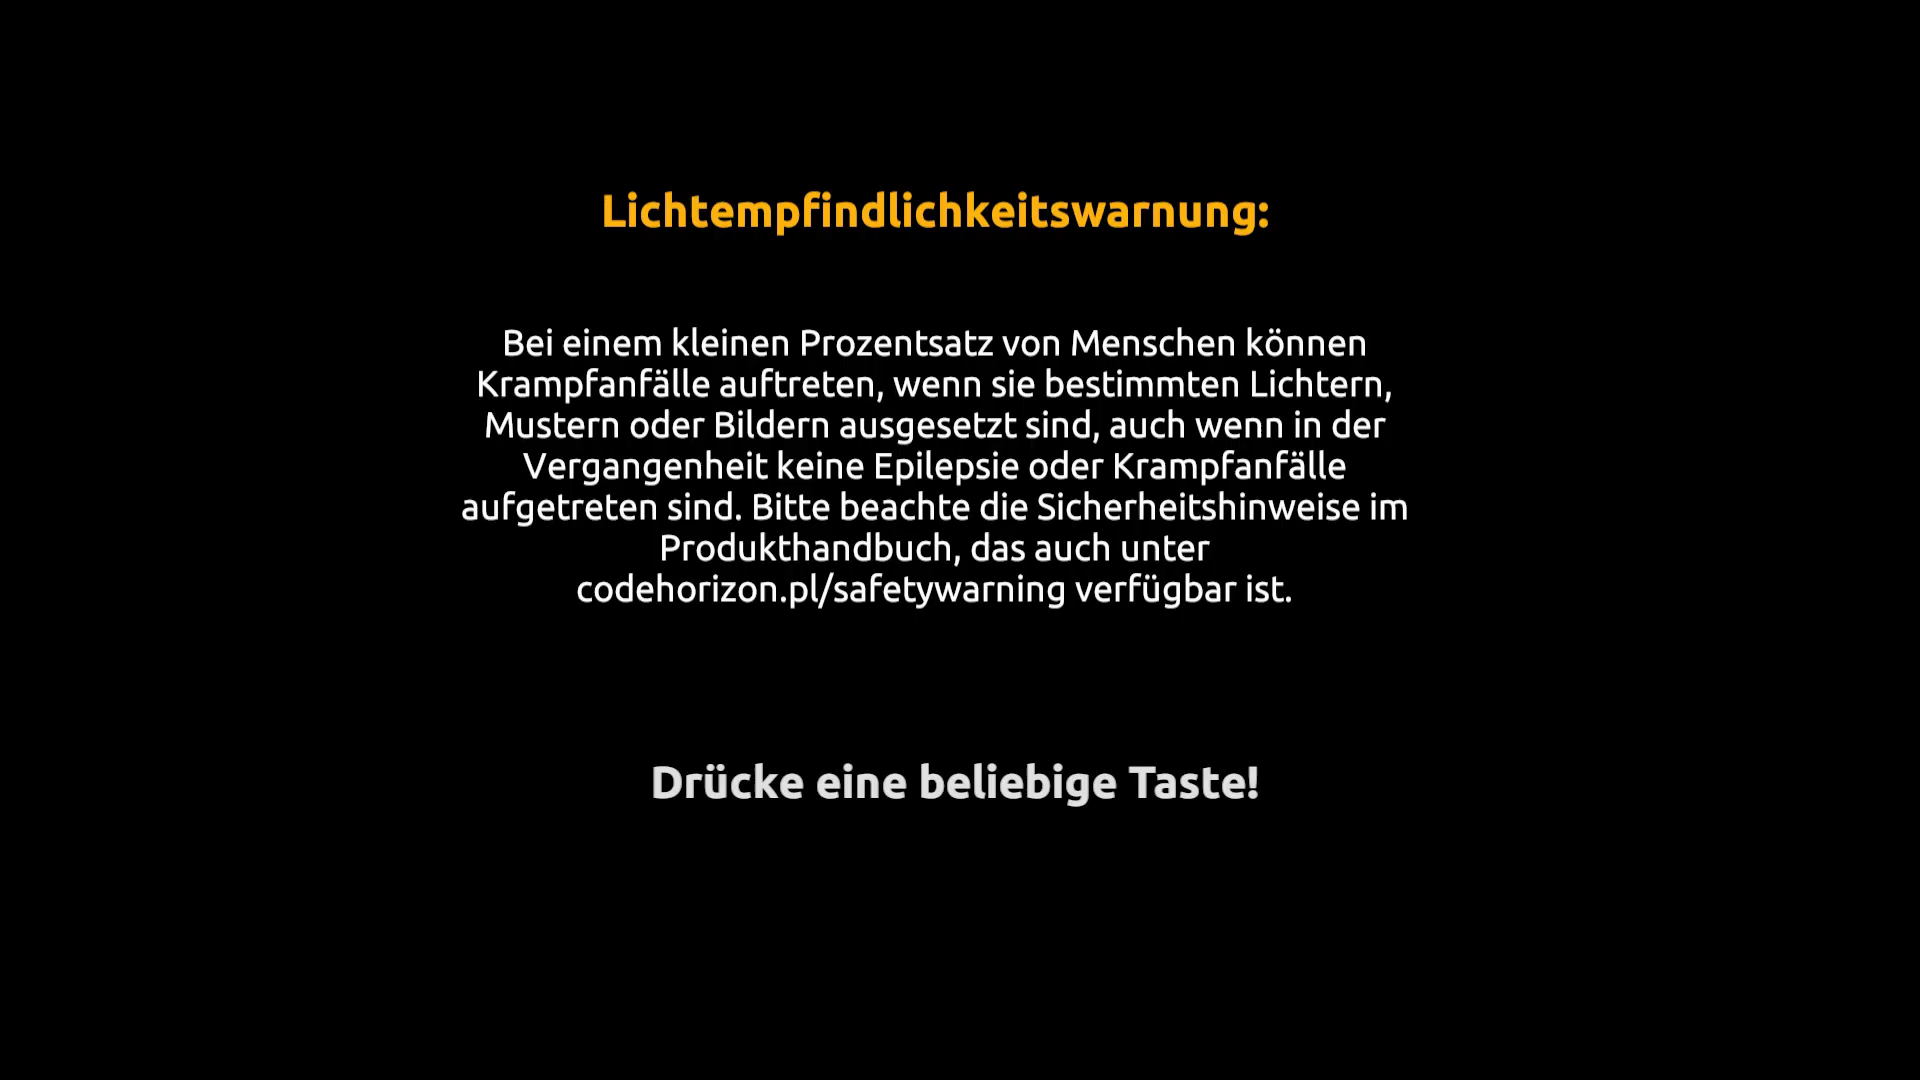 Lichtempfindlichkeitswarnung:
Bei einem kleinen Prozentsatz von Menschen können
Krampfanfälle auftreten, wenn sie bestimmten Lichtern,
Mustern oder Bildern ausgesetzt sind, auch wenn in der
Vergangenheit keine Epilepsie oder Krampfanfälle
aufgetreten sind. Bitte beachte die Sicherheitshinweise im
Produkthandbuch, das auch unter
codehorizon.pl/safetywarning verfügbar ist.
Drücke eine beliebige Taste!